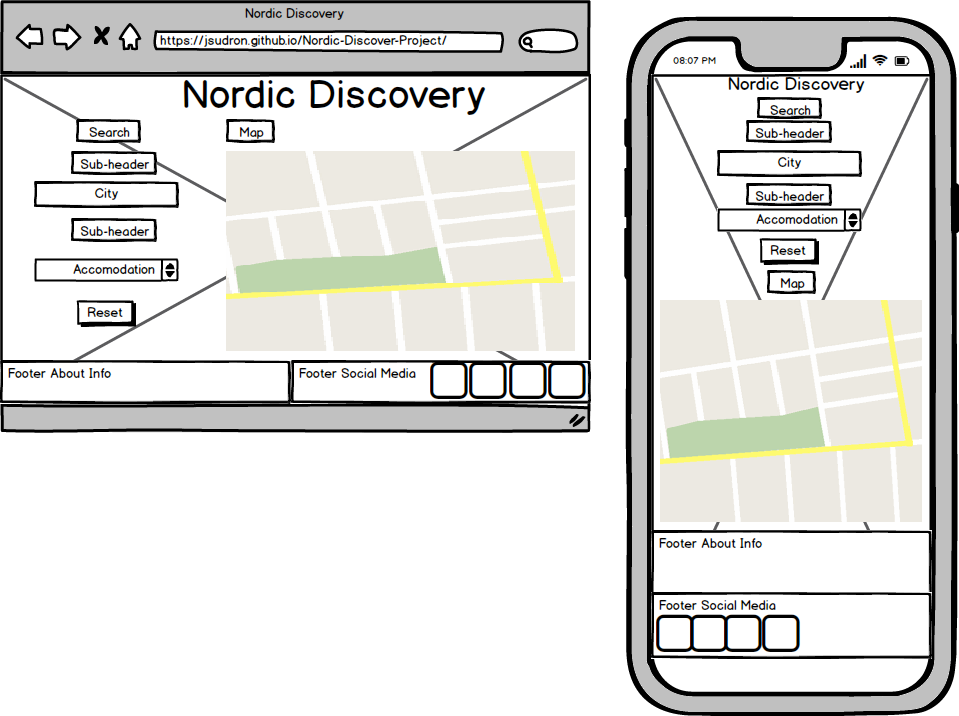 Nordic Discovery
https://jsudron.github.io/Nordic-Discover-Project/
Nordic Discovery
Search
Map
Sub-header
City
Sub-header
Accomodation
Reset
Footer About Info
Footer Social Media
08:07 PM
Nordic Discovery
Search
Sub-header
City
Sub-header
Accomodation
Reset
Map
Footer About Info
Footer Social Media